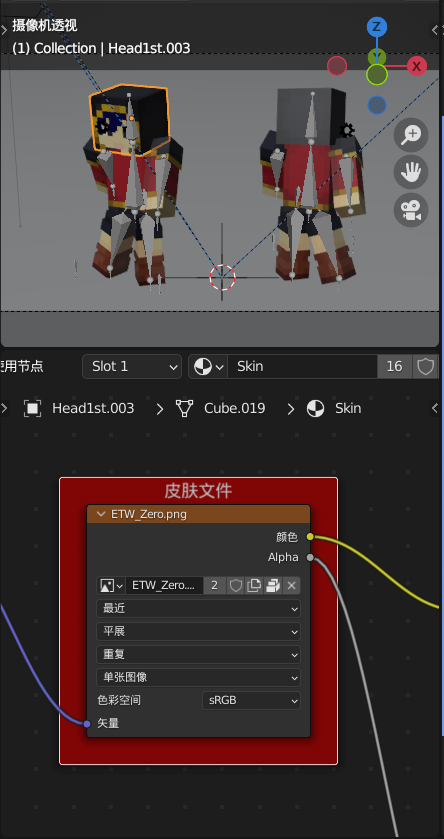 摄像机透视
(1) Collection | Head1st.003
Z
Y
X
使用节点
Slot 1
Skin
16
Head1st.003
Cube.019
Skin
皮肤文件
ETW_Zero.png
颜色
Alpha
ETW_Zero....
2
最近
平展
重复
单张图像
色彩空间
sRGB
矢量